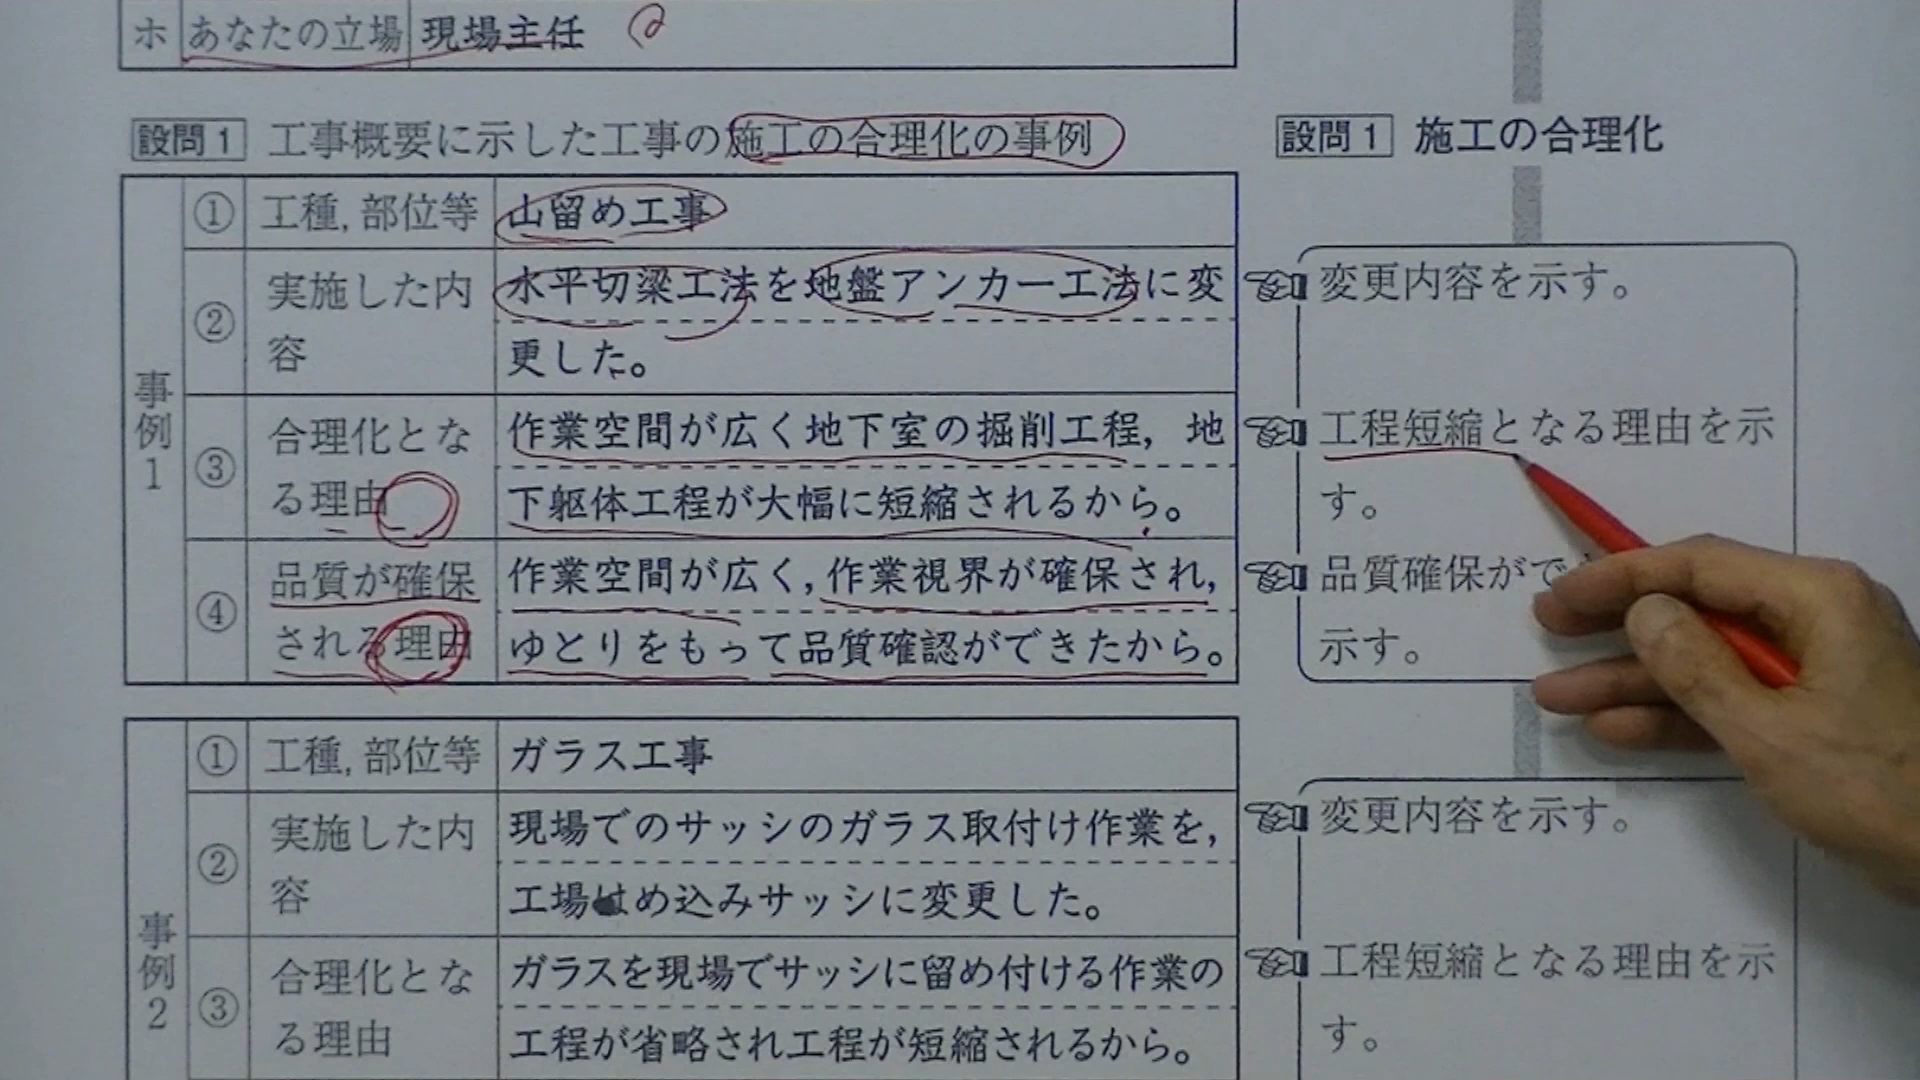 ホ あなたの立場 現場主任
設問1 工事概要に示した工事の施工の合理化の事例
事例1
① 工種, 部位等 山留め工事
② 実施した内容 水平切梁工法を地盤アンカー工法に変
更した。
③ 合理化となる理由 作業空間が広く地下室の掘削工程，地
下躯体工程が大幅に短縮されるから。
④ 品質が確保される理由 作業空間が広く，作業視界が確保され，
ゆとりをもって品質確認ができたから。
事例2
① 工種, 部位等 ガラス工事
② 実施した内容 現場でのサッシのガラス取付け作業を，
工場はめ込みサッシに変更した。
③ 合理化となる理由 ガラスを現場でサッシに留め付ける作業の
工程が省略され工程が短縮されるから。
設問1 施工の合理化
変更内容を示す。
工程短縮となる理由を示
す。
品質確保がで
示す。
変更内容を示す。
工程短縮となる理由を示
す。